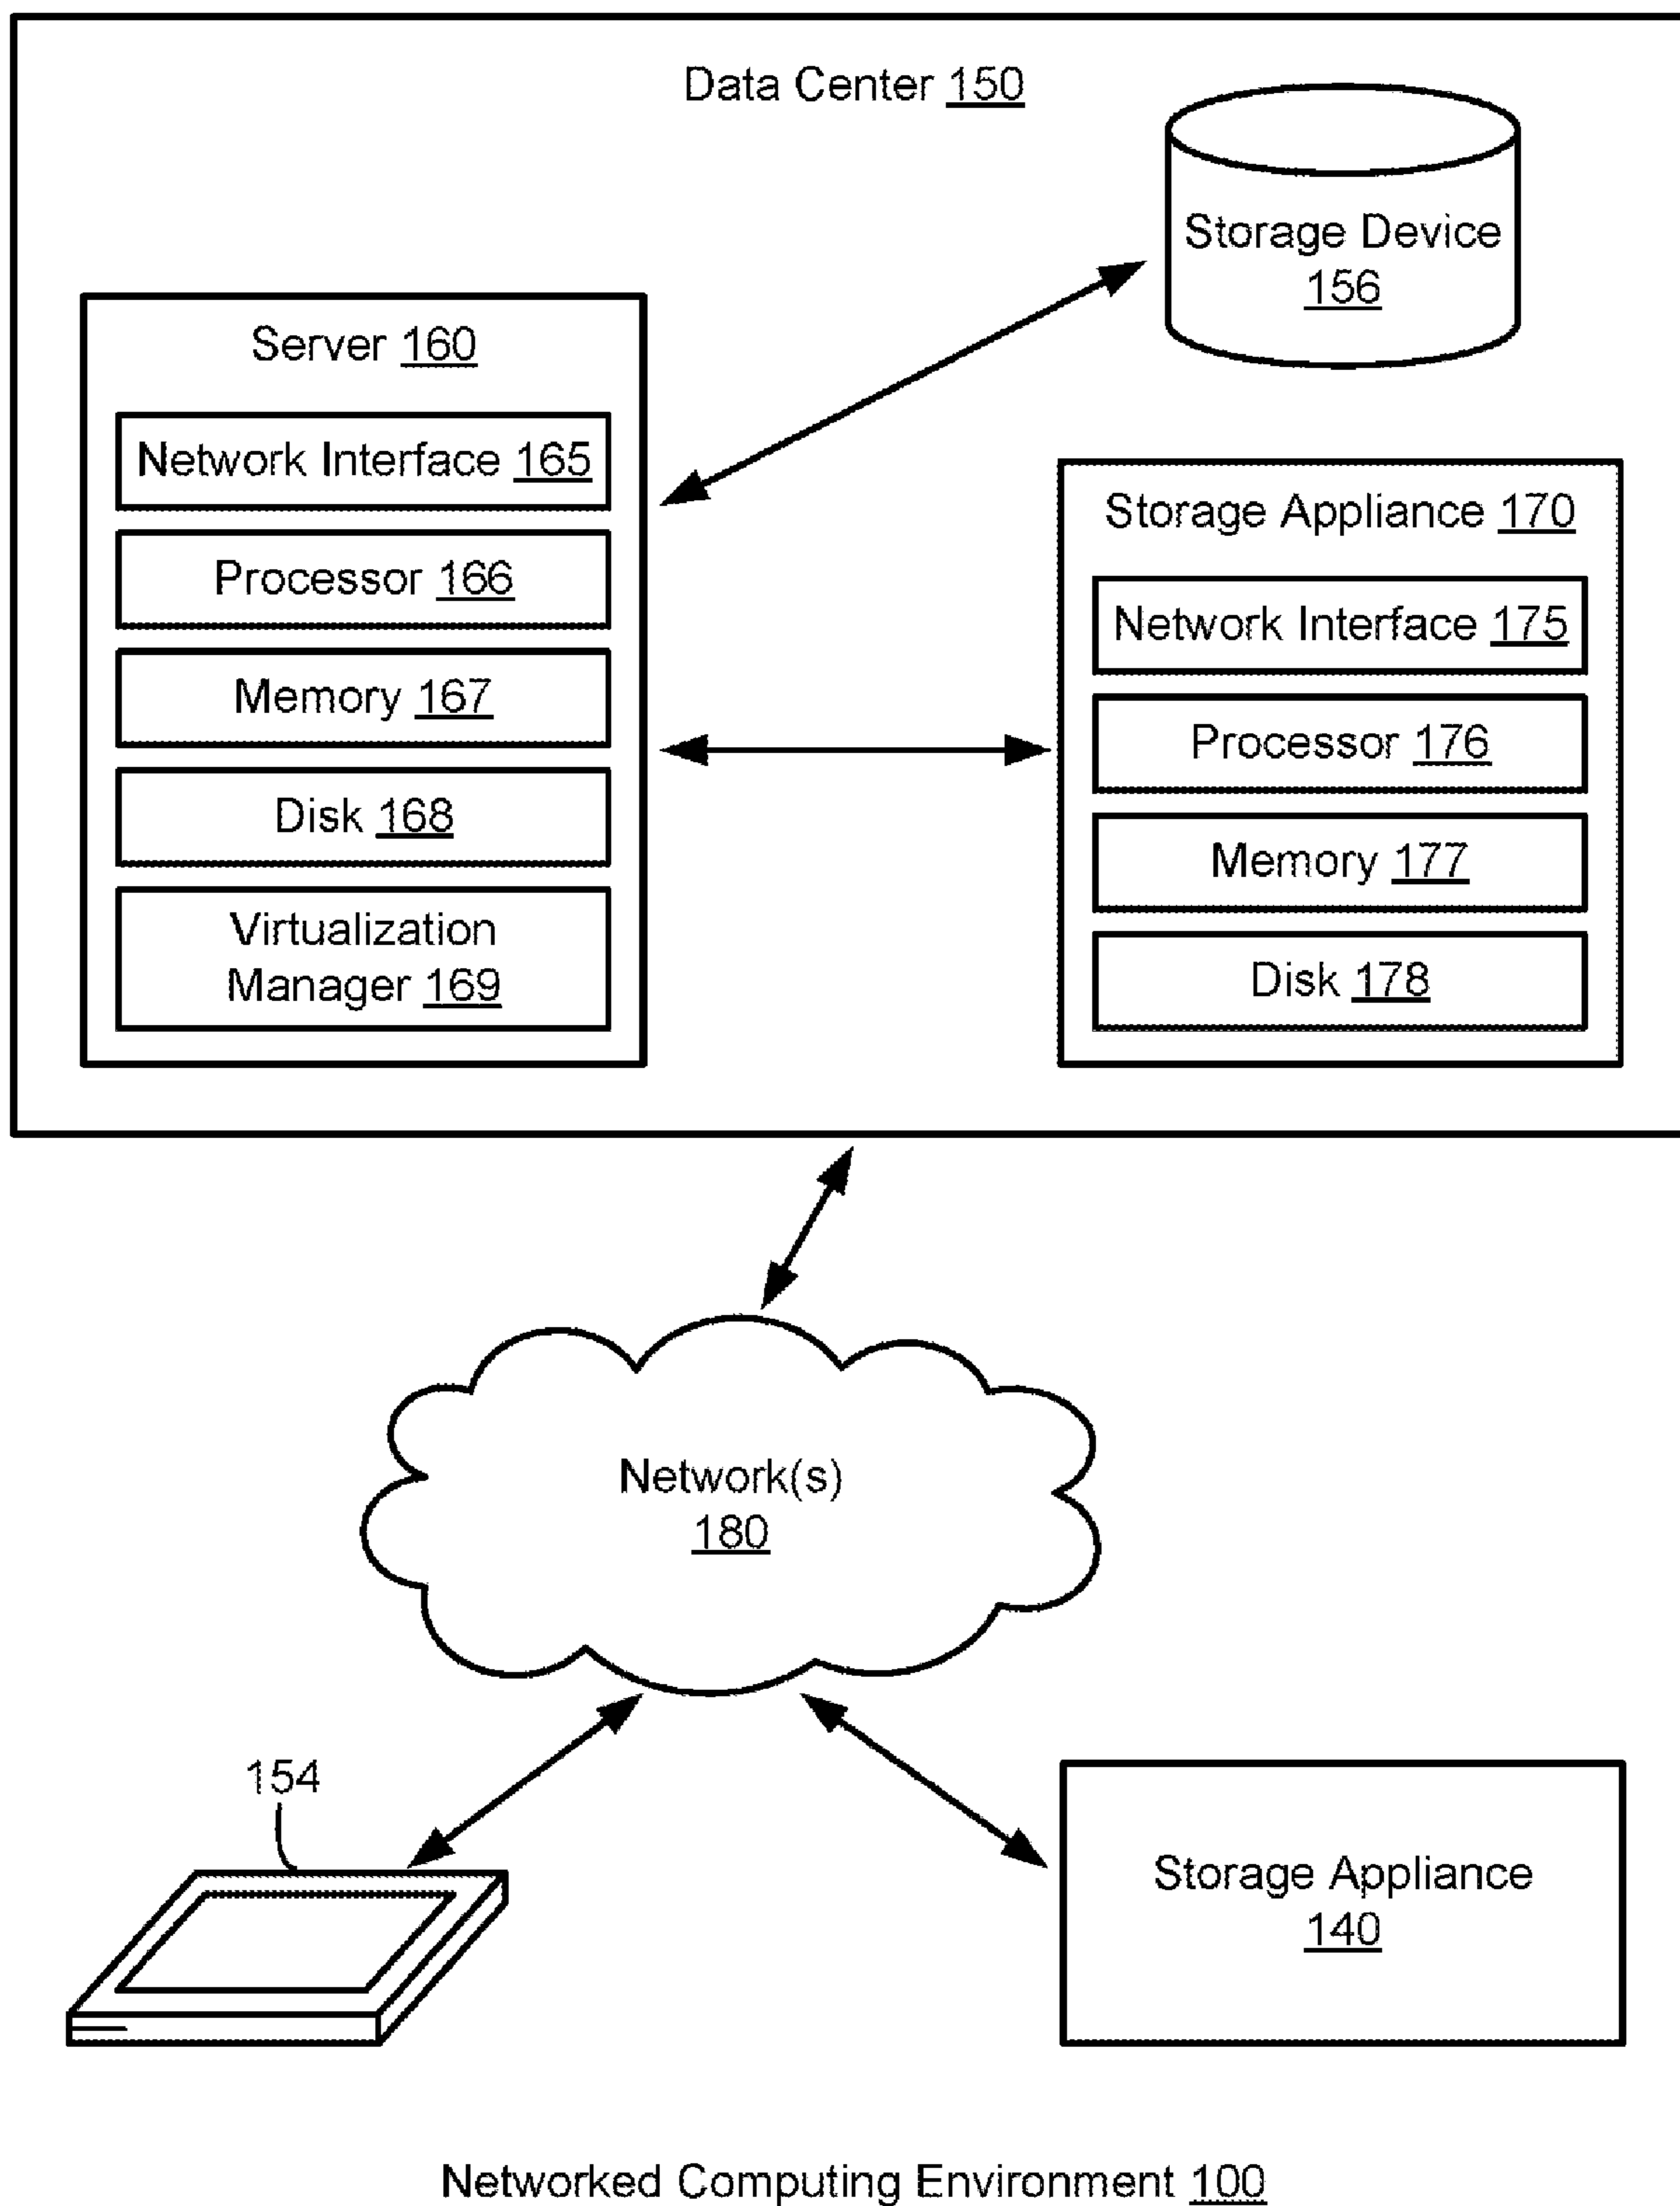 Data Center 150
Storage Device
156
Server 160
Network Interface 165
Processor 166
Memory 167
Disk 168
Virtualization
Manager 169
Storage Appliance 170
Network Interface 175
Processor 176
Memory 177
Disk 178
Network(s)
180
154
Storage Appliance
140
Networked Computing Environment 100